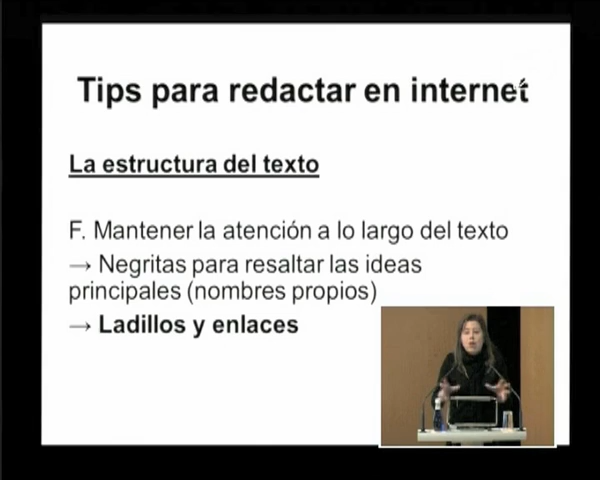 Tips para redactar en internet
La estructura del texto
F. Mantener la atención a lo largo del texto
→ Negritas para resaltar las ideas
principales (nombres propios)
→ Ladillos y enlaces